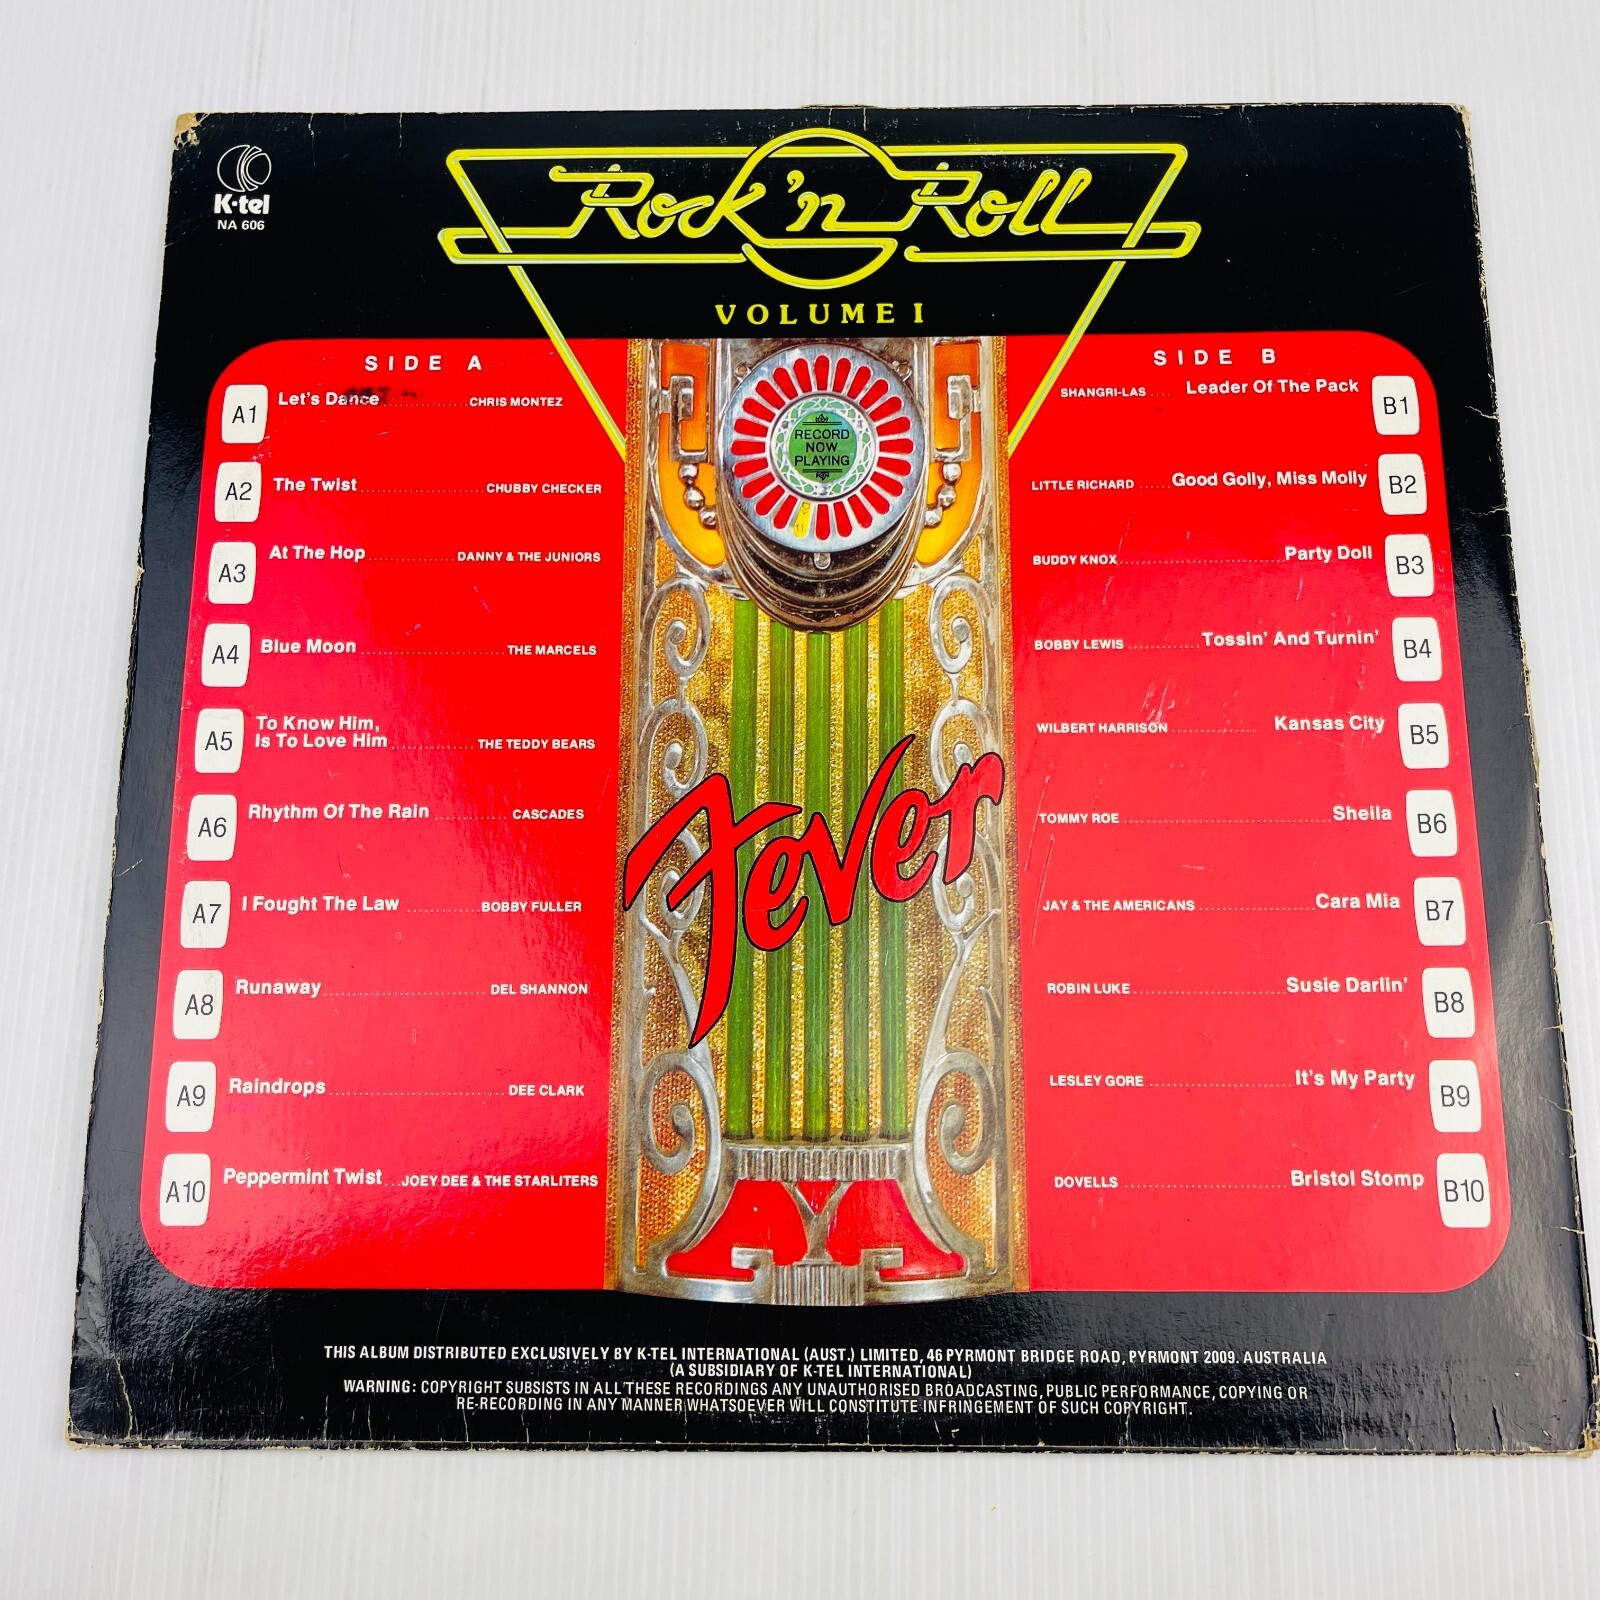 K-tel
NA 606
Rock 'n Roll
VOLUME I
SIDE A
A1 Let's Dance CHRIS MONTEZ
A2 The Twist CHUBBY CHECKER
A3 At The Hop DANNY & THE JUNIORS
A4 Blue Moon THE MARCELS
A5 To Know Him,
Is To Love Him THE TEDDY BEARS
A6 Rhythm Of The Rain CASCADES
A7 I Fought The Law BOBBY FULLER
A8 Runaway DEL SHANNON
A9 Raindrops DEE CLARK
A10 Peppermint Twist JOEY DEE & THE STARLITERS
RECORD
NOW
PLAYING
Fever
SIDE B
SHANGRI-LAS Leader Of The Pack B1
LITTLE RICHARD Good Golly, Miss Molly B2
BUDDY KNOX Party Doll B3
BOBBY LEWIS Tossin' And Turnin' B4
WILBERT HARRISON Kansas City B5
TOMMY ROE Sheila B6
JAY & THE AMERICANS Cara Mia B7
ROBIN LUKE Susie Darlin' B8
LESLEY GORE It's My Party B9
DOVELLS Bristol Stomp B10
THIS ALBUM DISTRIBUTED EXCLUSIVELY BY K-TEL INTERNATIONAL (AUST.) LIMITED, 46 PYRMONT BRIDGE ROAD, PYRMONT 2009. AUSTRALIA
(A SUBSIDIARY OF K-TEL INTERNATIONAL)
WARNING: COPYRIGHT SUBSISTS IN ALL THESE RECORDINGS ANY UNAUTHORISED BROADCASTING, PUBLIC PERFORMANCE, COPYING OR
RE-RECORDING IN ANY MANNER WHATSOEVER WILL CONSTITUTE INFRINGEMENT OF SUCH COPYRIGHT.